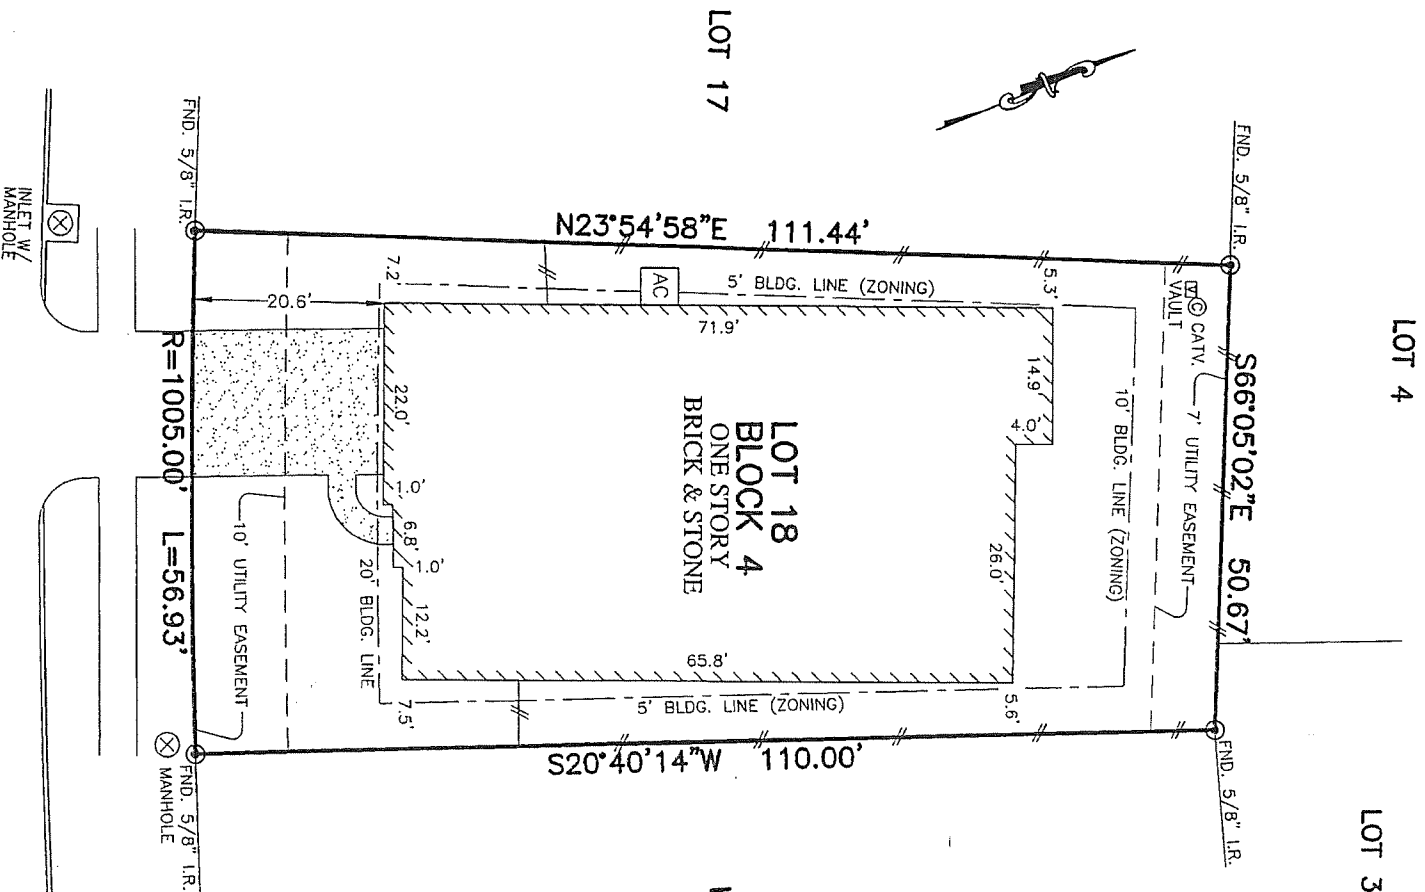 LOT 17
LOT 4
LOT 3
FND. 5/8" I.R.
FND. 5/8" I.R.
INLET W/
MANHOLE
N23°54'58"E 111.44'
7.2'
5' BLDG. LINE (ZONING)
5.3'
AC
VAULT
V
C CATV.
7' UTILITY EASEMENT
S66°05'02"E 50.67'
20.6'
71.9'
14.9'
4.0'
10' BLDG. LINE (ZONING)
22.0'
1.0'
6.8'
1.0'
12.2'
LOT 18
BLOCK 4
ONE STORY
BRICK & STONE
26.0'
65.8'
R=1005.00' L=56.93'
10' UTILITY EASEMENT
20' BLDG. LINE
7.5'
5' BLDG. LINE (ZONING)
5.6'
S20°40'14"W 110.00'
MANHOLE
FND. 5/8" I.R.
FND. 5/8" I.R.